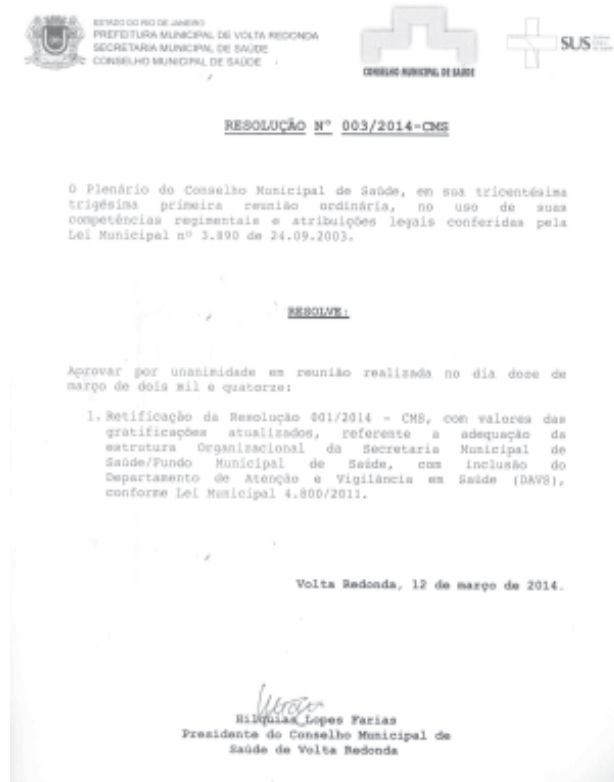 ESTADO DO RIO DE JANEIRO
PREFEITURA MUNICIPAL DE VOLTA REDONDA
SECRETARIA MUNICIPAL DE SAÚDE
CONSELHO MUNICIPAL DE SAÚDE
CONSELHO MUNICIPAL DE SAÚDE
SUS
RESOLUÇÃO Nº 003/2014-CMS
O Plenário do Conselho Municipal de Saúde, em sua tricentésima
trigésima primeira reunião ordinária, no uso de suas
competências regimentais e atribuições legais conferidas pela
Lei Municipal nº 3.890 de 24.09.2003.
RESOLVE:
Aprovar por unanimidade em reunião realizada no dia doze de
março de dois mil e quatorze:
1. Retificação da Resolução 001/2014 - CMS, com valores das
gratificações atualizados, referente a adequação da
estrutura Organizacional da Secretaria Municipal de
Saúde/Fundo Municipal de Saúde, com inclusão do
Departamento de Atenção e Vigilância em Saúde (DAVS),
conforme Lei Municipal 4.800/2011.
Volta Redonda, 12 de março de 2014.
Hilquias Lopes Farias
Presidente do Conselho Municipal de
Saúde de Volta Redonda